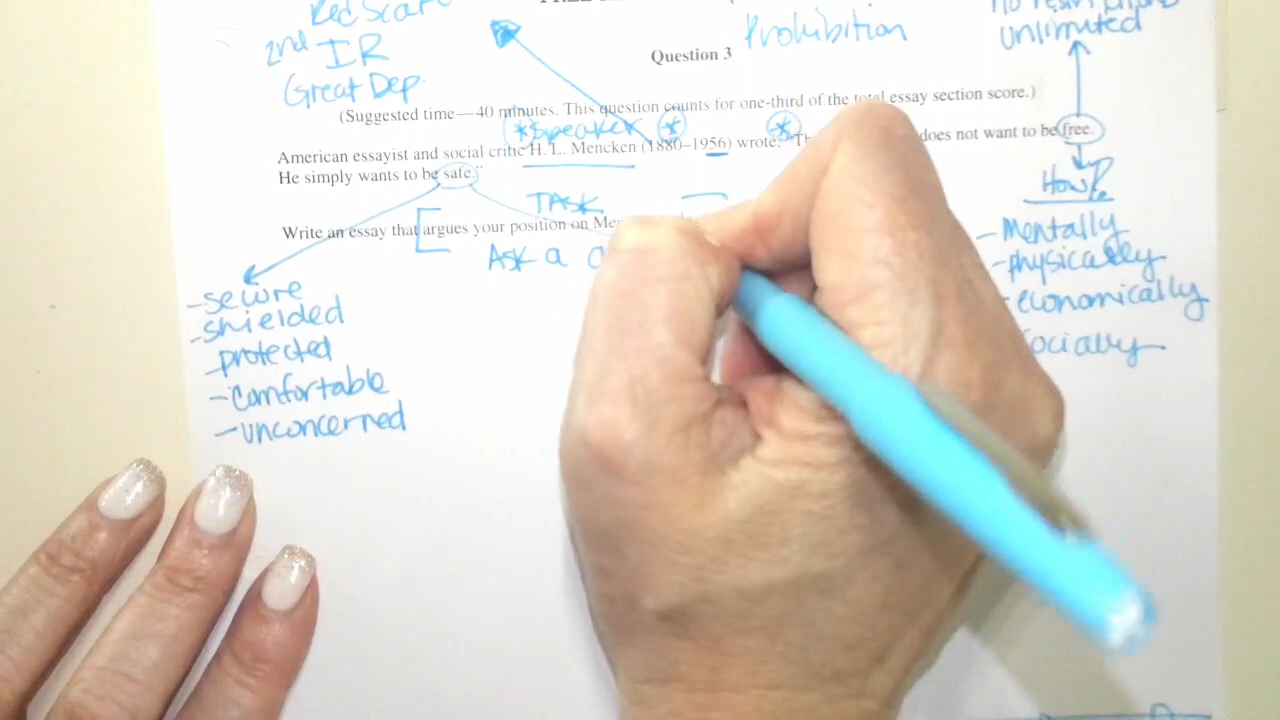 Red Scare
2nd IR
Great Dep.
Prohibition
unlimited
Question 3
(Suggested time—40 minutes. This question counts for one-third of the total essay section score.)
*Speaker *
*
American essayist and social critic H. L. Mencken (1880–1956) wrote, does not want to be free.
He simply wants to be safe.”
TASK
Write an essay that argues your position on
Ask a
How?
-Mentally
-physically
-economically
-secure
-shielded
-protected
-comfortable
-unconcerned